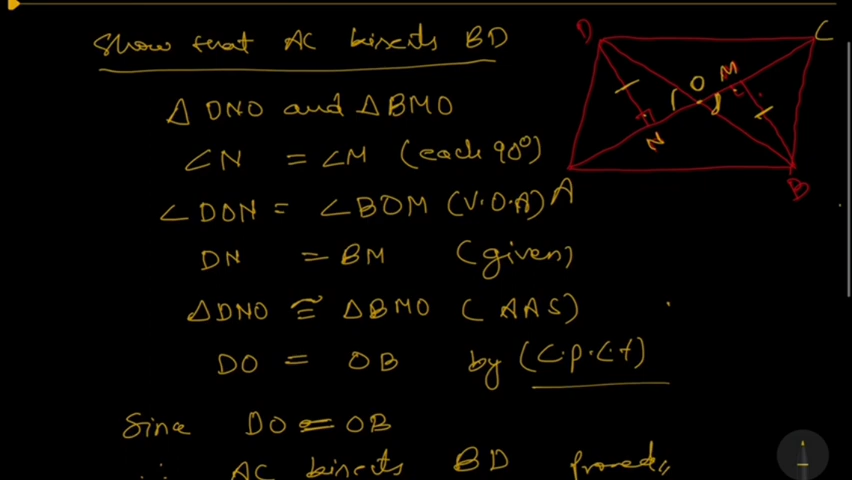 Show that AC bisects BD
△ DNO and △BMO
∠N = ∠M (each 90°)
∠DON = ∠BOM (V.O.A)
DN = BM (given)
△DNO ≅ △BMO (AAS)
DO = OB by (C.p.C.t)
Since DO = OB
∴ AC bisects BD proved,,
D
C
O
M
N
A
B